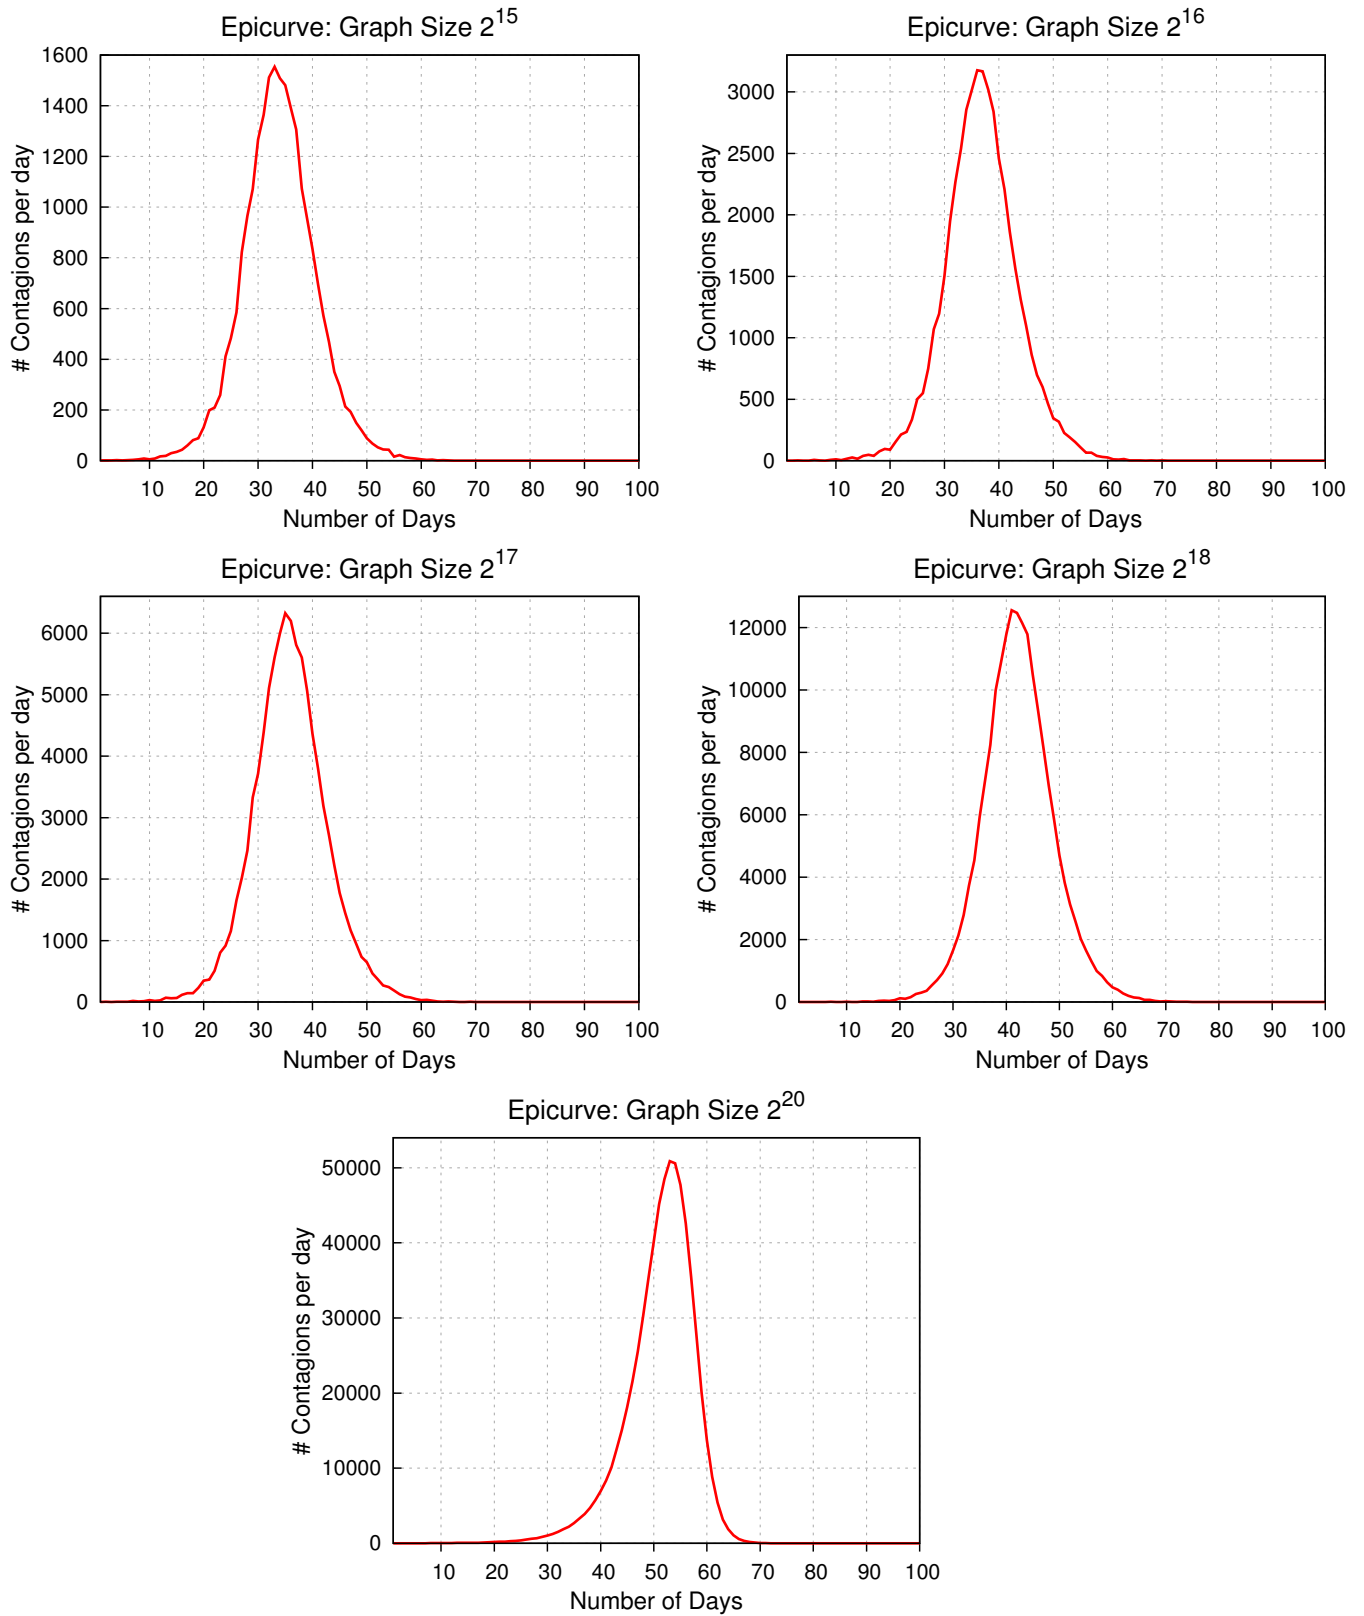 Epicurve: Graph Size 2^15
# Contagions per day
1600
1400
1200
1000
800
600
400
200
0
10 20 30 40 50 60 70 80 90 100
Number of Days
Epicurve: Graph Size 2^16
# Contagions per day
3000
2500
2000
1500
1000
500
0
10 20 30 40 50 60 70 80 90 100
Number of Days
Epicurve: Graph Size 2^17
# Contagions per day
6000
5000
4000
3000
2000
1000
0
10 20 30 40 50 60 70 80 90 100
Number of Days
Epicurve: Graph Size 2^18
# Contagions per day
12000
10000
8000
6000
4000
2000
0
10 20 30 40 50 60 70 80 90 100
Number of Days
Epicurve: Graph Size 2^20
# Contagions per day
50000
40000
30000
20000
10000
0
10 20 30 40 50 60 70 80 90 100
Number of Days